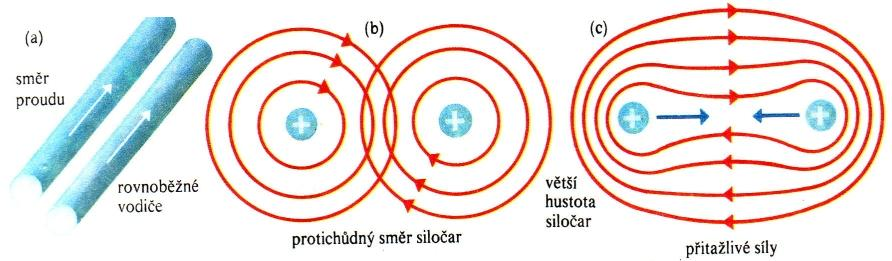 (a)
směr
proudu
rovnoběžné
vodiče
(b)
+
+
protichůdný směr siločar
(c)
+
+
větší
hustota
siločar
přitažlivé síly